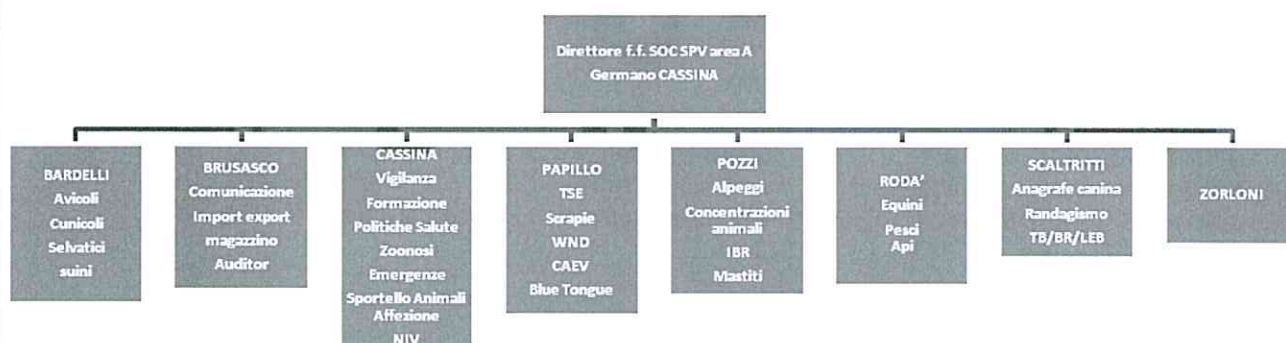 Direttore f.f. SOC SPV area A
Germano CASSINA
BARDELLI
Avicoli
Cunicoli
Selvatici
suini
BRUSASCO
Comunicazione
Import export
magazzino
Auditor
CASSINA
Vigilanza
Formazione
Politiche Salute
Zoonosi
Emergenze
Sportello Animali
Affezione
NIV
PAPILLO
TSE
Scrapie
WND
CAEV
Blue Tongue
POZZI
Alpeggi
Concentrazioni
animali
IBR
Mastiti
RODA'
Equini
Pesci
Api
SCALTRITTI
Anagrafe canina
Randagismo
TB/BR/LEB
ZORLONI